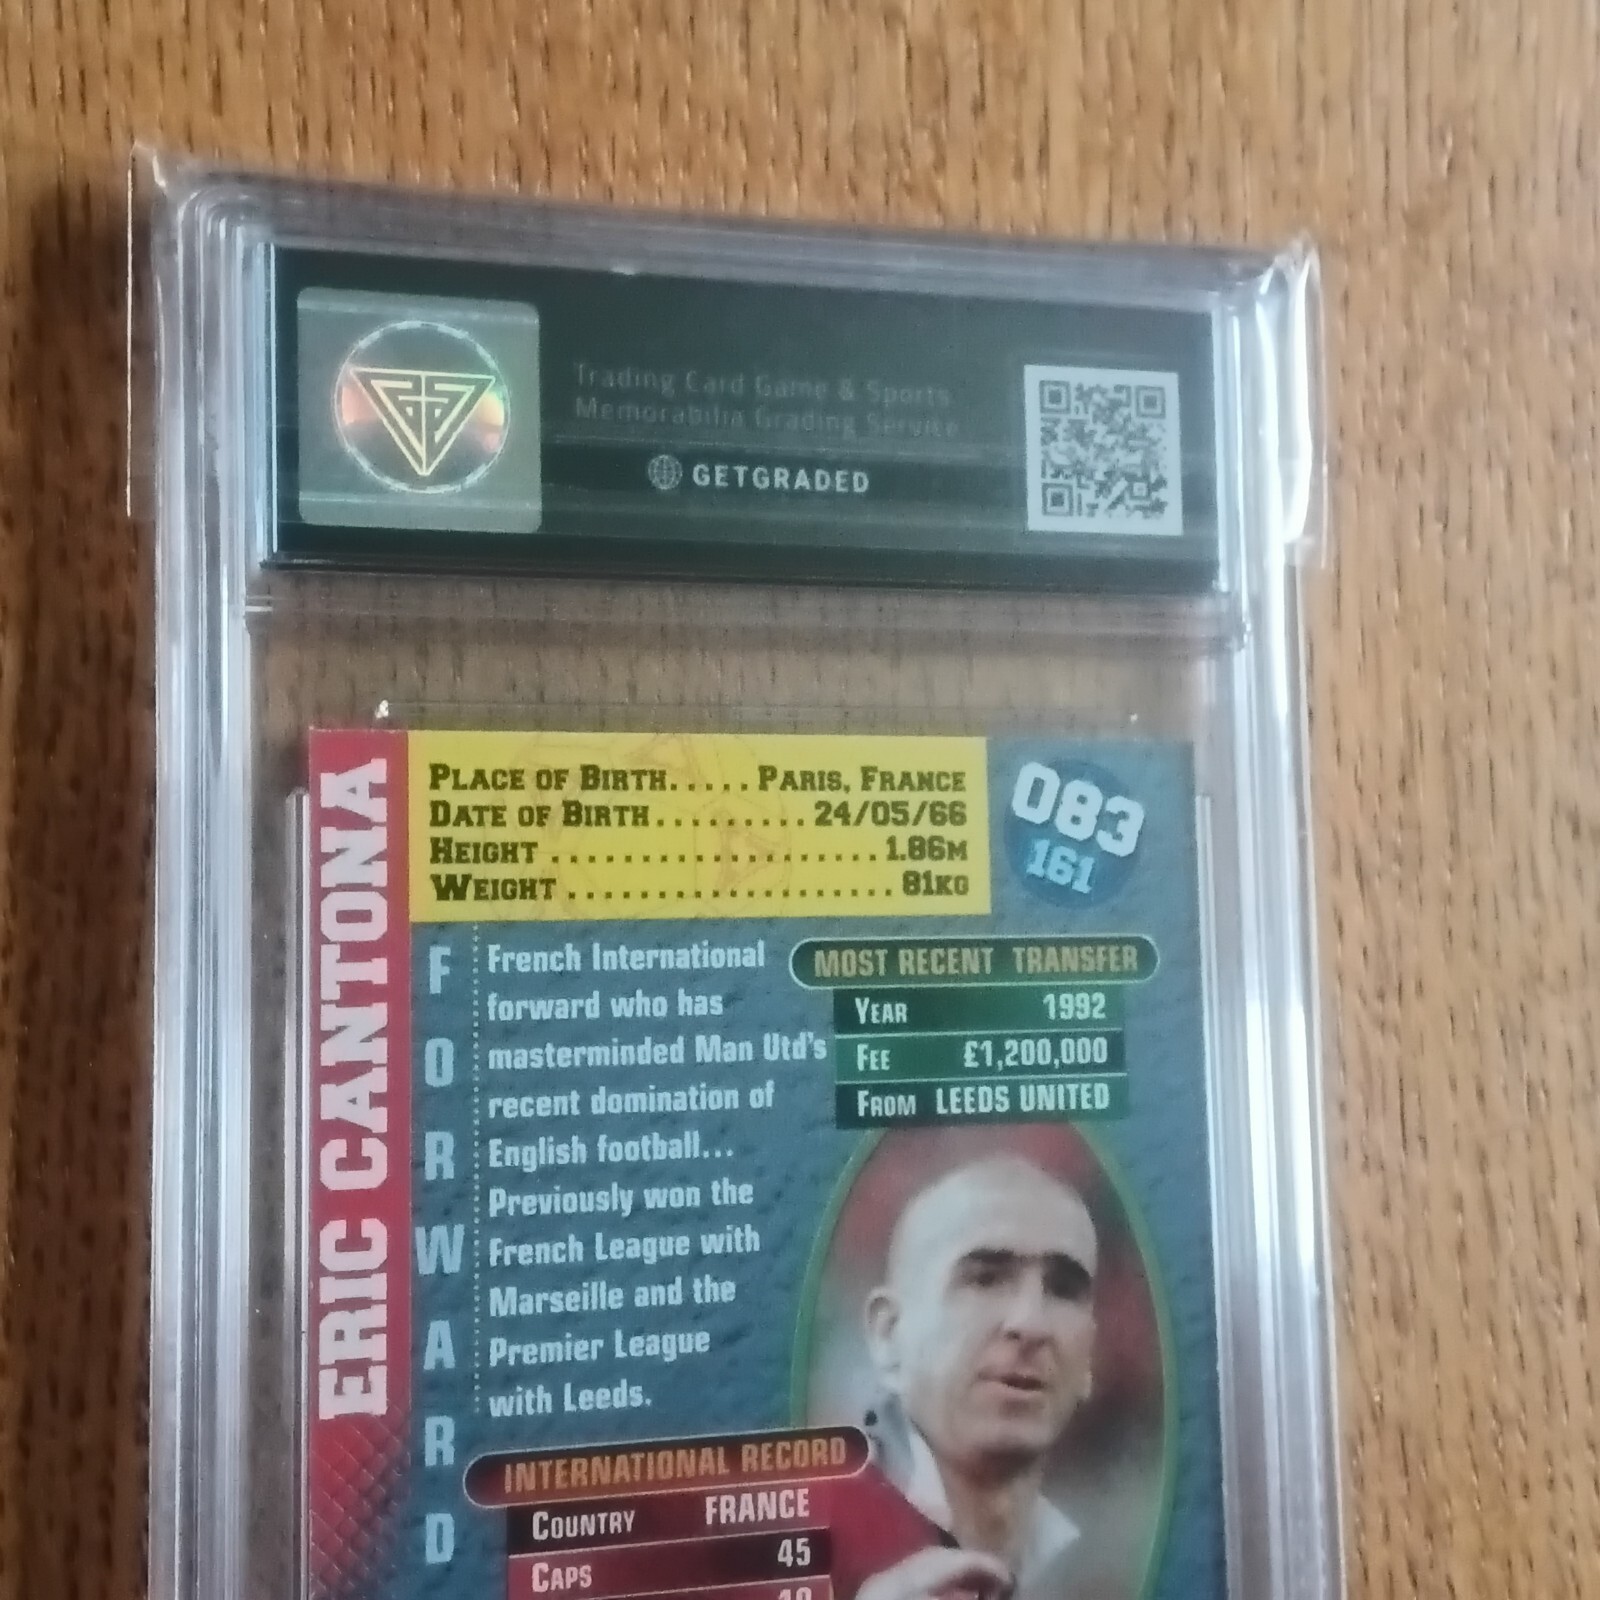 Trading Card Game & Sports
Memorabilia Grading Service
GETGRADED
ERIC CANTONA
PLACE OF BIRTH..... PARIS, FRANCE
DATE OF BIRTH......... 24/05/66
HEIGHT ................... 1.86M
WEIGHT .................... 81KG
083
161
FORWARD
French International
forward who has
masterminded Man Utd's
recent domination of
English football...
Previously won the
French League with
Marseille and the
Premier League
with Leeds.
MOST RECENT TRANSFER
YEAR 1992
FEE £1,200,000
FROM LEEDS UNITED
INTERNATIONAL RECORD
COUNTRY FRANCE
CAPS 45